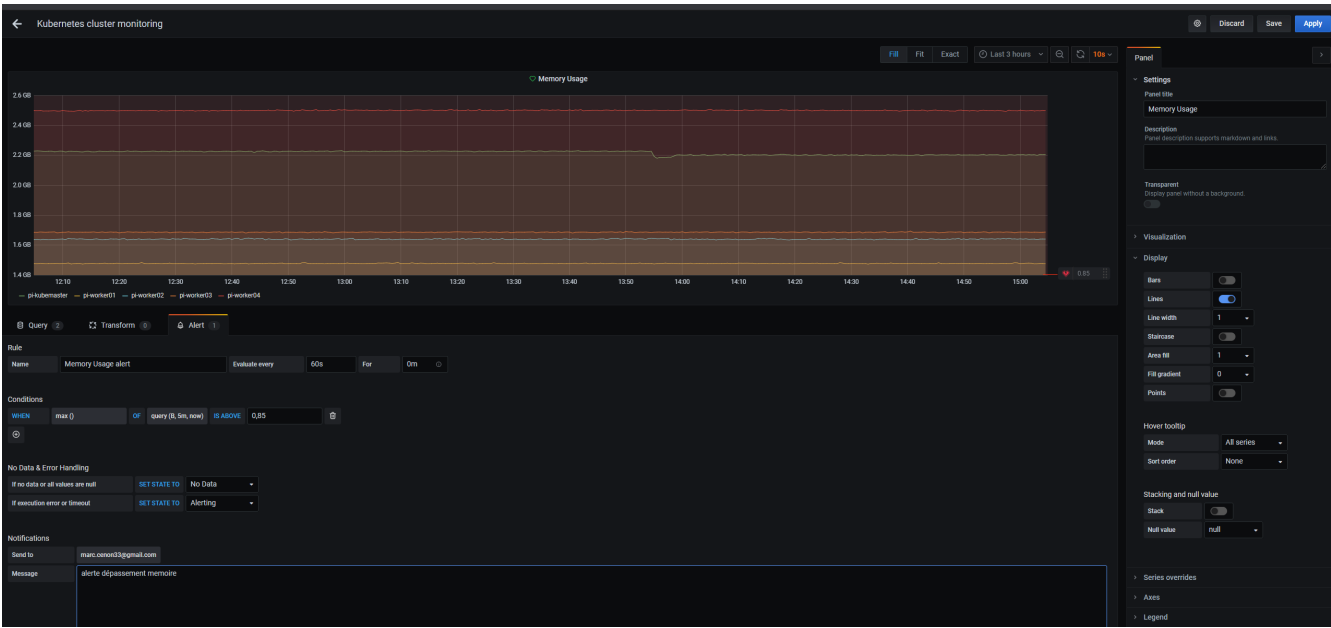 Kubernetes cluster monitoring
Discard
Save
Apply
Fill
Fit
Exact
Last 3 hours
10s
Memory Usage
2.6 GB
2.4 GB
2.2 GB
2.0 GB
1.8 GB
1.6 GB
1.4 GB
12:10 12:20 12:30 12:40 12:50 13:00 13:10 13:20 13:30 13:40 13:50 14:00 14:10 14:20 14:30 14:40 14:50 15:00
0.85
pi-kubemaster pi-worker01 pi-worker02 pi-worker03 pi-worker04
Query 2 Transform 0 Alert 1
Rule
Name Memory Usage alert Evaluate every 60s For 0m
Conditions
WHEN max () OF query (B, 5m, now) IS ABOVE 0,85
No Data & Error Handling
If no data or all values are null SET STATE TO No Data
If execution error or timeout SET STATE TO Alerting
Notifications
Send to marc.cenon33@gmail.com
Message alerte dépassement memoire
Panel
Settings
Panel title
Memory Usage
Description
Panel description supports markdown and links.
Transparent
Display panel without a background.
Visualization
Display
Bars
Lines
Line width 1
Staircase
Area fill 1
Fill gradient 0
Points
Hover tooltip
Mode All series
Sort order None
Stacking and null value
Stack
Null value null
Series overrides
Axes
Legend